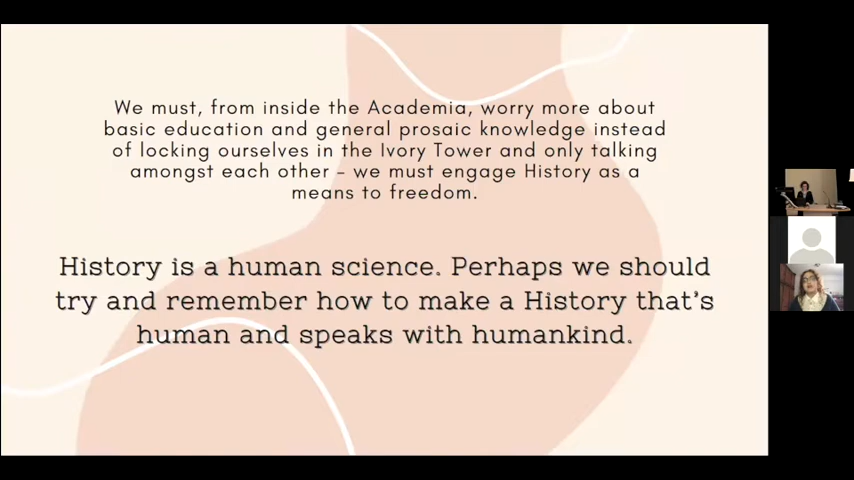 We must, from inside the Academia, worry more about
basic education and general prosaic knowledge instead
of locking ourselves in the Ivory Tower and only talking
amongst each other – we must engage History as a
means to freedom.
History is a human science. Perhaps we should
try and remember how to make a History that's
human and speaks with humankind.